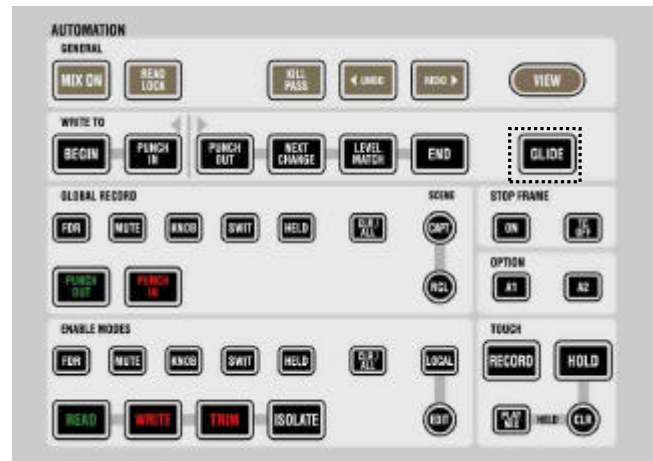 AUTOMATION
GENERAL
MIX ON
READ
LOCK
KILL
PASS
UNDO
REDO
VIEW
WRITE TO
BEGIN
PUNCH
IN
PUNCH
OUT
NEXT
CHANGE
LEVEL
MATCH
END
GLIDE
GLOBAL RECORD
SCENE
STOP FRAME
FDR
MUTE
KNOB
SWIT
HELD
CLR/
ALL
CAPT
ON
TC
OFF
OPTION
PUNCH
OUT
PUNCH
IN
RCL
A1
A2
ENABLE MODES
TOUCH
FDR
MUTE
KNOB
SWIT
HELD
CLR/
ALL
LOCAL
RECORD
HOLD
READ
WRITE
TRIM
ISOLATE
EDIT
PLAY
HELD
CLR